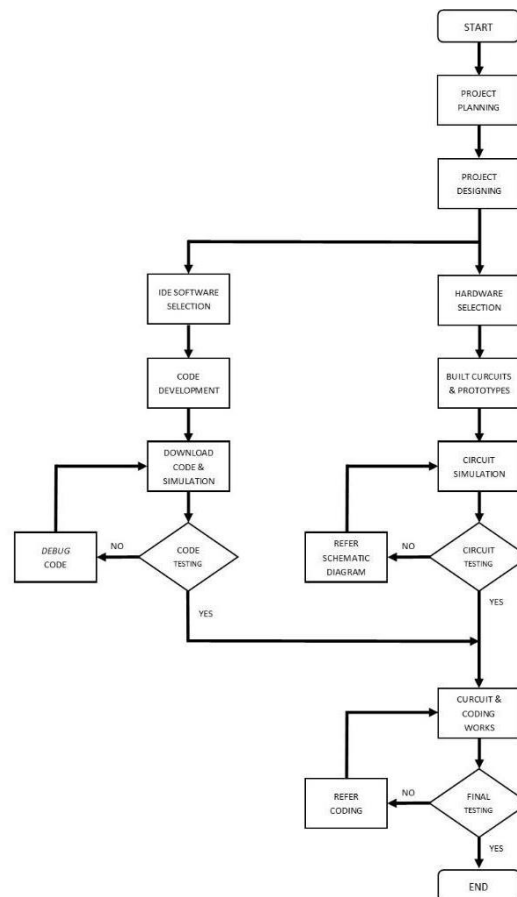 START
PROJECT
PLANNING
PROJECT
DESIGNING
IDE SOFTWARE
SELECTION
HARDWARE
SELECTION
CODE
DEVELOPMENT
BUILT CURCUITS
& PROTOTYPES
DOWNLOAD
CODE &
SIMULATION
CIRCUIT
SIMULATION
DEBUG
CODE
NO
CODE
TESTING
REFER
SCHEMATIC
DIAGRAM
NO
CIRCUIT
TESTING
YES
YES
CURCUIT &
CODING
WORKS
REFER
CODING
NO
FINAL
TESTING
YES
END